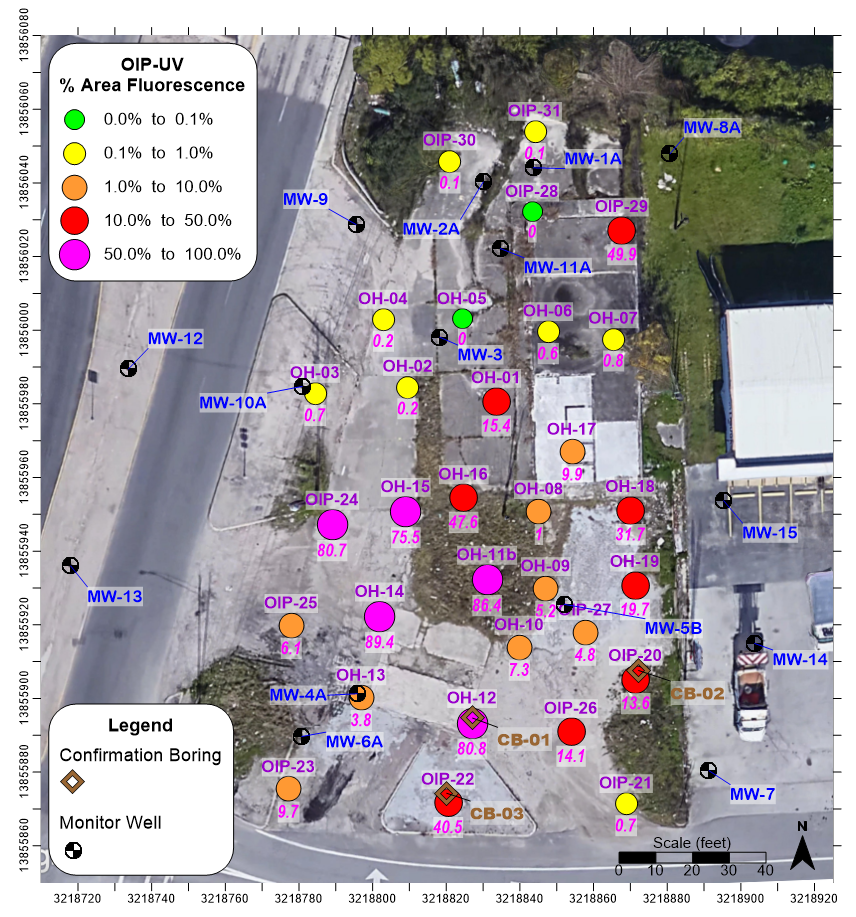 OIP-UV
% Area Fluorescence
0.0% to 0.1%
0.1% to 1.0%
1.0% to 10.0%
10.0% to 50.0%
50.0% to 100.0%
13856080
13856060
13856040
13856020
13856000
13855980
13855960
13855940
13855920
13855900
13855880
13855860
OIP-31
0.1
OIP-30
0.1
MW-1A
MW-8A
OIP-28
0
MW-9
MW-2A
OIP-29
49.9
MW-11A
OH-04
0.2
OH-05
0
OH-06
0.6
OH-07
0.8
MW-12
MW-3
OH-03
0.7
OH-02
0.2
OH-01
15.4
MW-10A
OH-17
9.9
OIP-24
80.7
OH-15
75.5
OH-16
47.6
OH-08
1
OH-18
31.7
MW-15
MW-13
OH-11b
86.4
OH-09
5.2
OH-19
19.7
OH-14
89.4
OIP-25
6.1
OIP-27
4.8
MW-5B
OH-10
7.3
MW-14
OIP-20
13.6
CB-02
OH-13
3.8
MW-4A
OH-12
80.8
CB-01
OIP-26
14.1
MW-6A
OIP-23
9.7
OIP-22
40.5
CB-03
OIP-21
0.7
MW-7
Legend
Confirmation Boring
Monitor Well
Scale (feet)
0 10 20 30 40
N
3218720 3218740 3218760 3218780 3218800 3218820 3218840 3218860 3218880 3218900 3218920